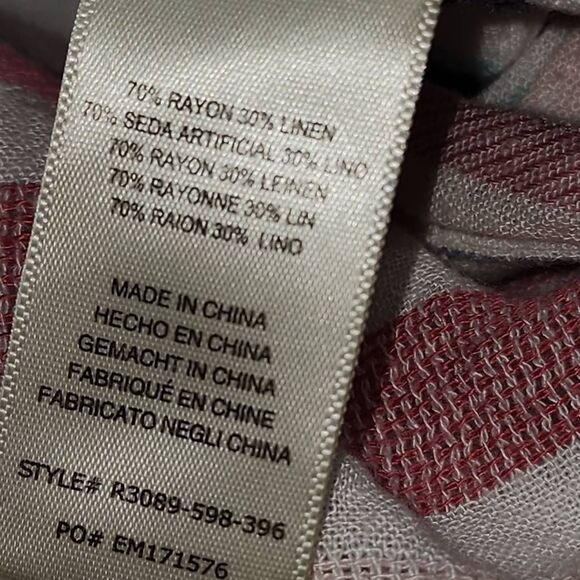 70% RAYON 30% LINEN
70% SEDA ARTIFICIAL 30% LINO
70% RAYON 30% LEINEN
70% RAYONNE 30% LIN
70% RAION 30% LINO
MADE IN CHINA
HECHO EN CHINA
GEMACHT IN CHINA
FABRIQUÉ EN CHINE
FABRICATO NEGLI CHINA
STYLE# R3089-598-396
PO# EM171576